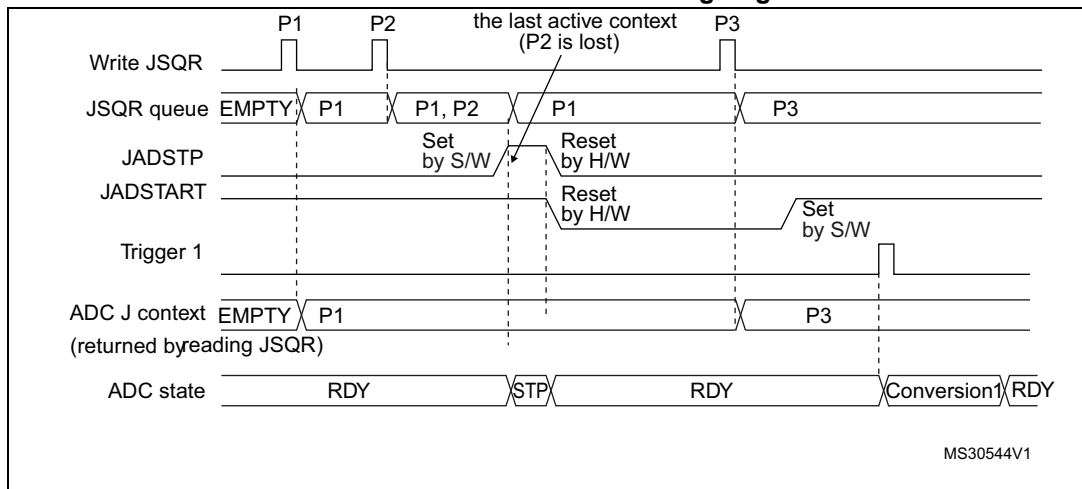 P1 P2 the last active context P3
(P2 is lost)
Write JSQR
JSQR queue EMPTY P1 P1, P2 P1 P3
Set Reset
JADSTP by S/W by H/W
JADSTART Reset
by H/W Set
by S/W
Trigger 1
ADC J context EMPTY P1 P3
(returned byreading JSQR)
ADC state RDY STP RDY Conversion1 RDY
MS30544V1